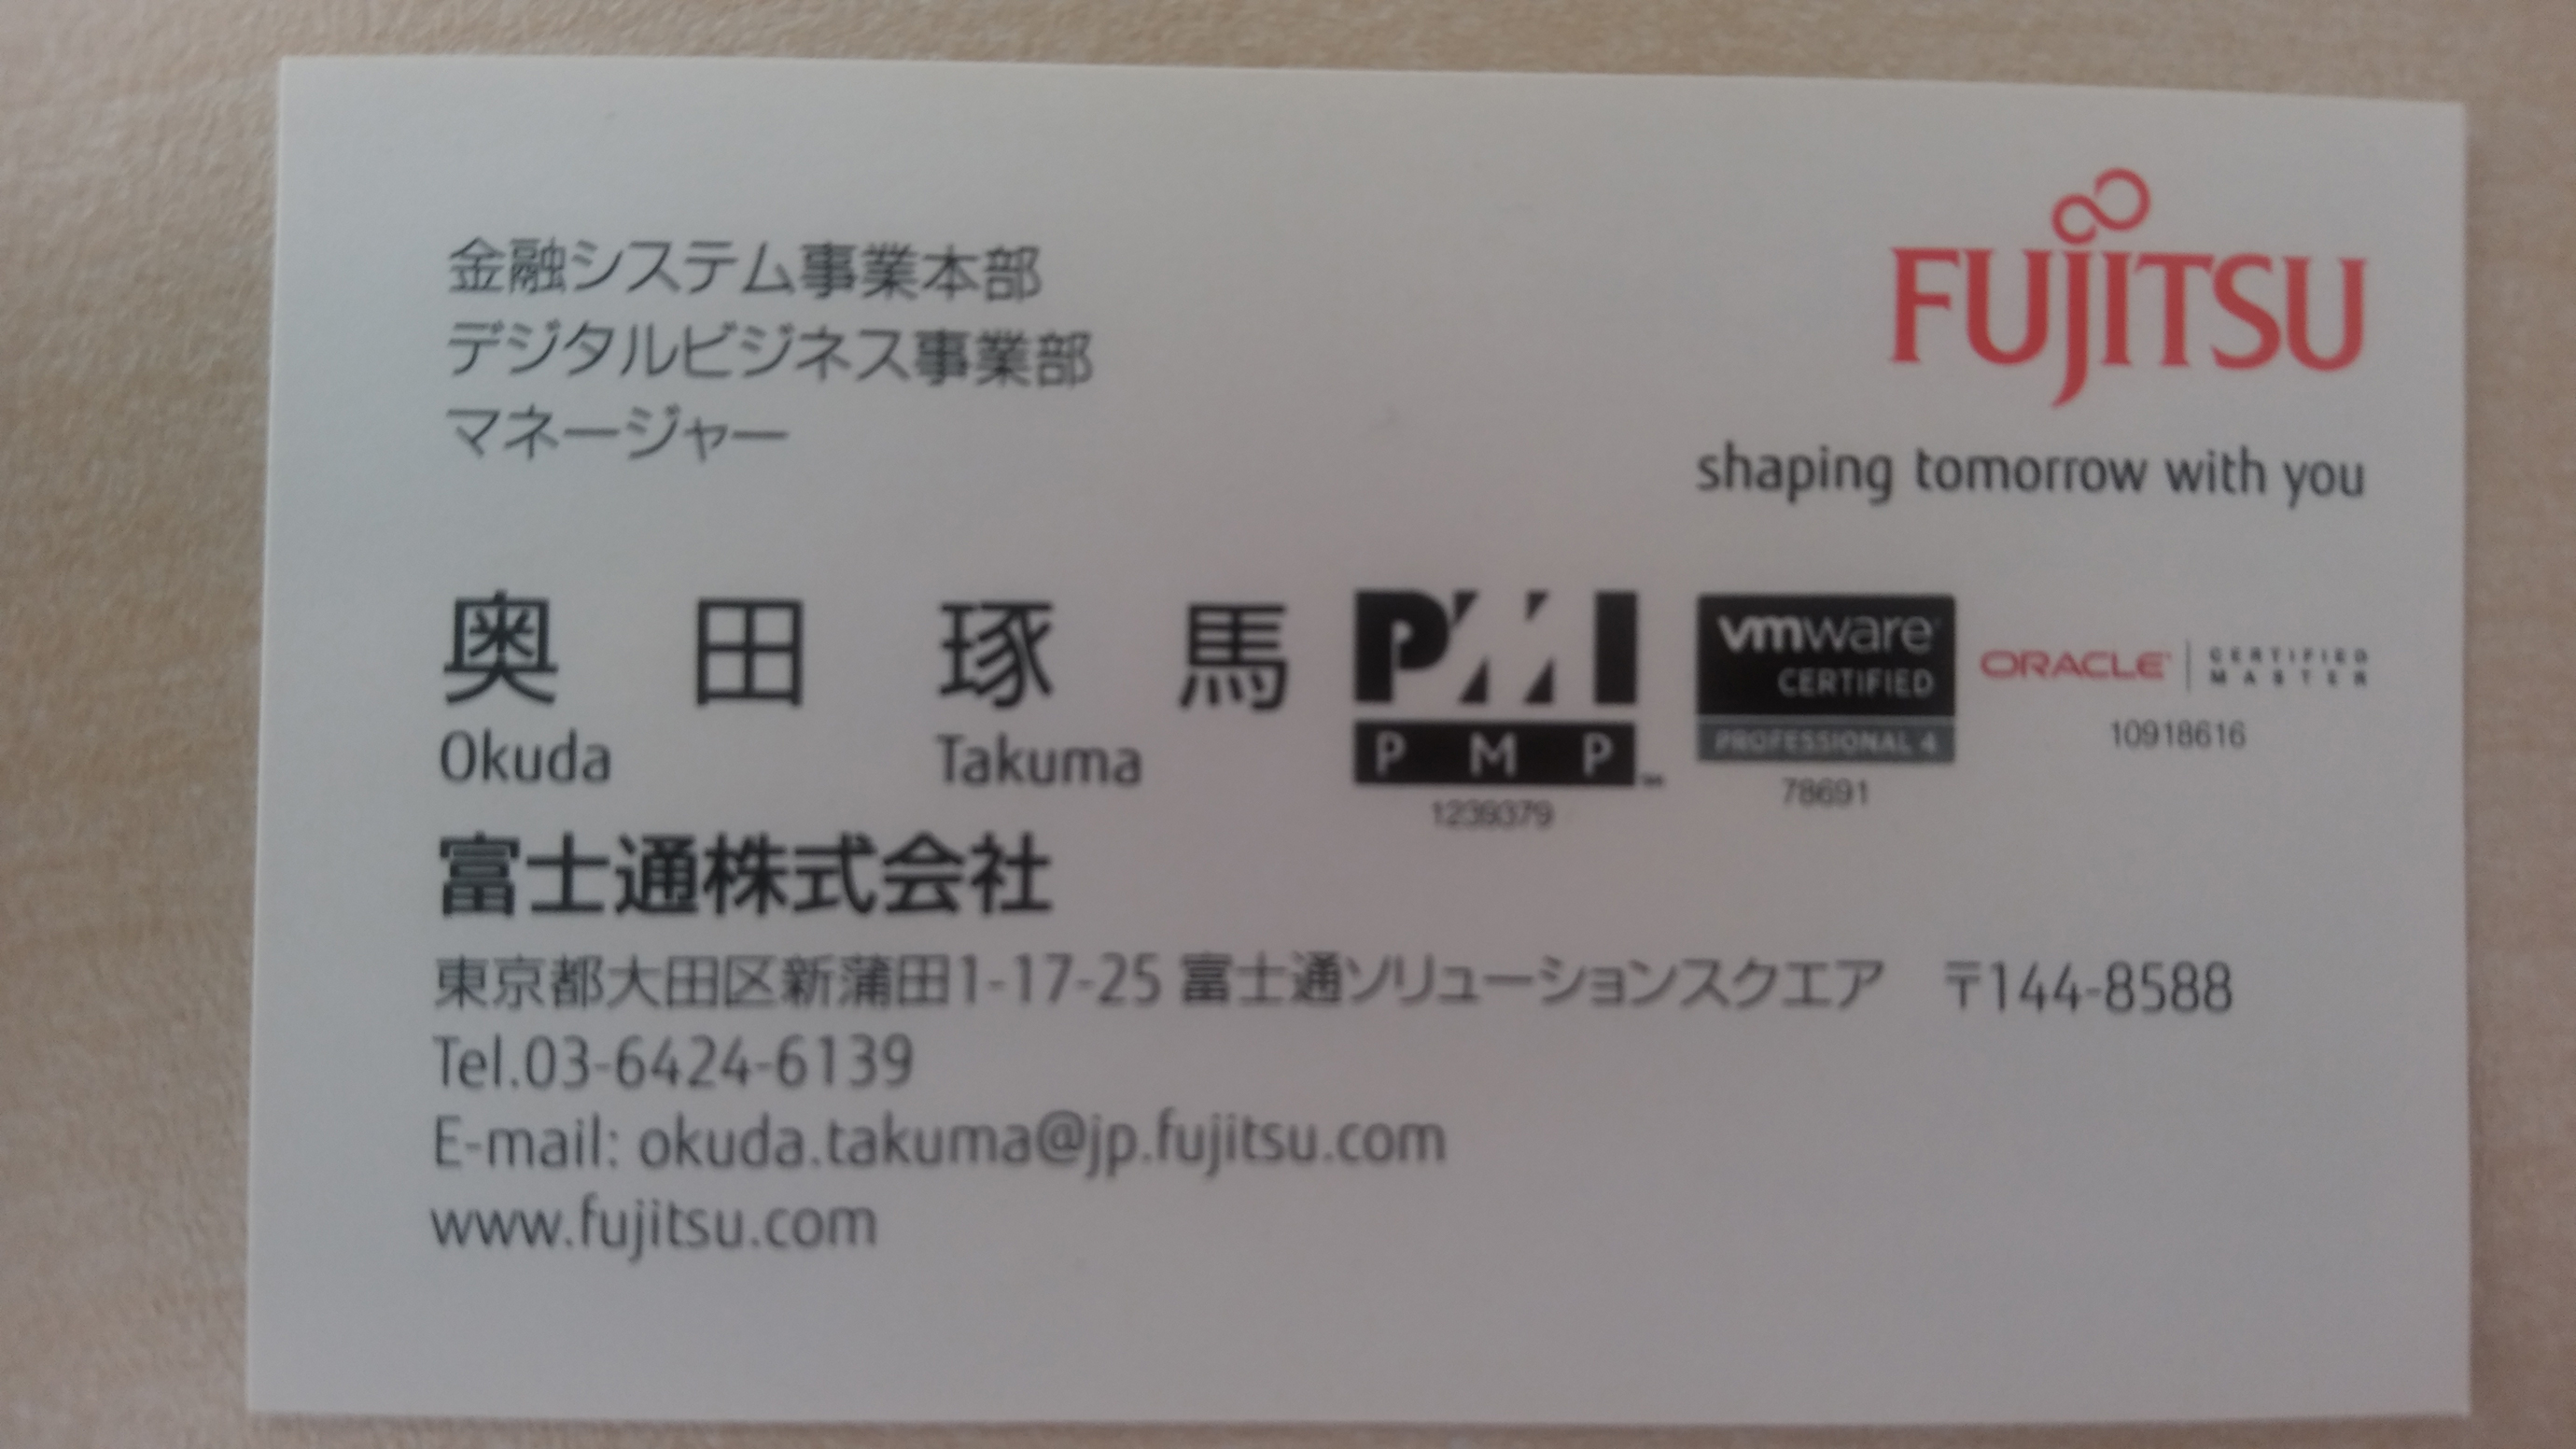 金融システム事業本部
デジタルビジネス事業部
マネージャー
FUJITSU
shaping tomorrow with you
奥田 琢馬
Okuda Takuma
PMI
PMP
1239379
vmware
CERTIFIED
PROFESSIONAL 4
78691
ORACLE CERTIFIED MASTER
10918616
富士通株式会社
東京都大田区新蒲田1-17-25 富士通ソリューションスクエア 〒144-8588
Tel.03-6424-6139
E-mail: okuda.takuma@jp.fujitsu.com
www.fujitsu.com